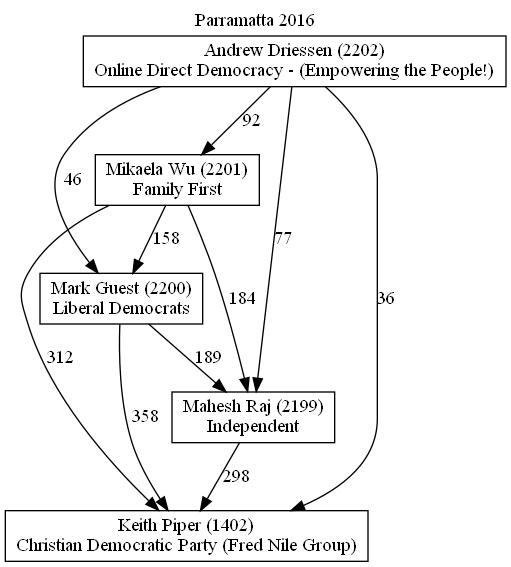 Parramatta 2016
Andrew Driessen (2202)
Online Direct Democracy - (Empowering the People!)
92
Mikaela Wu (2201)
Family First
46
158
77
Mark Guest (2200)
Liberal Democrats
184
36
312
189
Mahesh Raj (2199)
Independent
358
298
Keith Piper (1402)
Christian Democratic Party (Fred Nile Group)